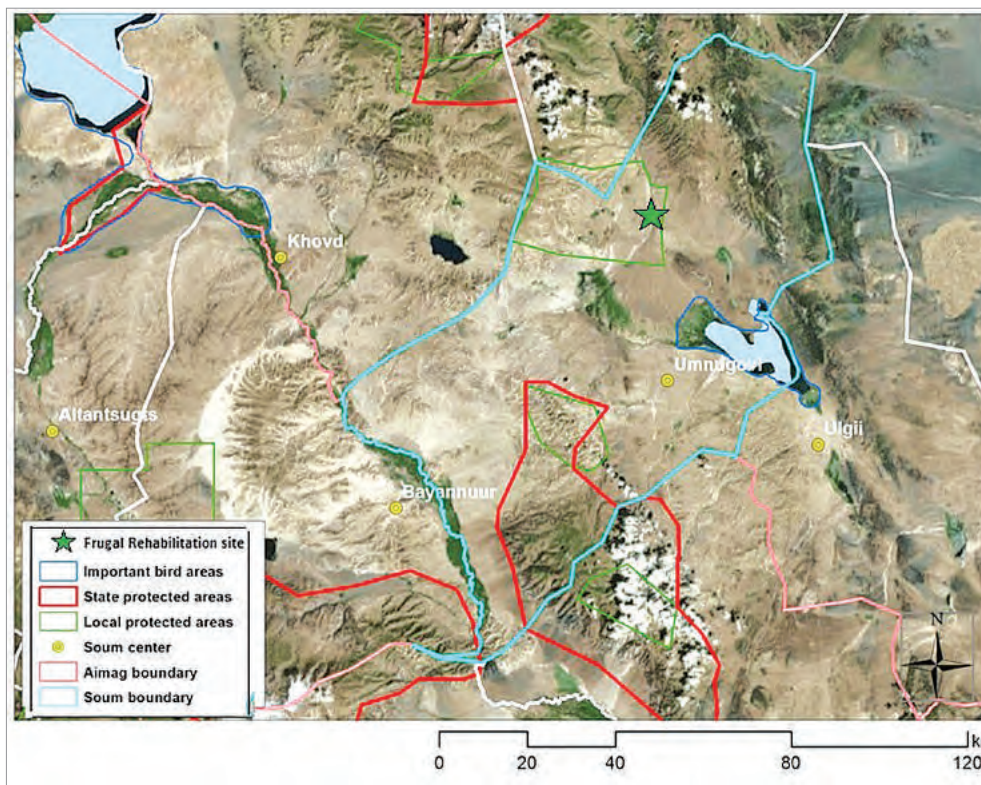 Khovd
Umnugovi
Altantsugts
Ulgii
Bayannuur
Frugal Rehabilitation site
Important bird areas
State protected areas
Local protected areas
Soum center
Aimag boundary
Soum boundary
N
k
0 20 40 80 120